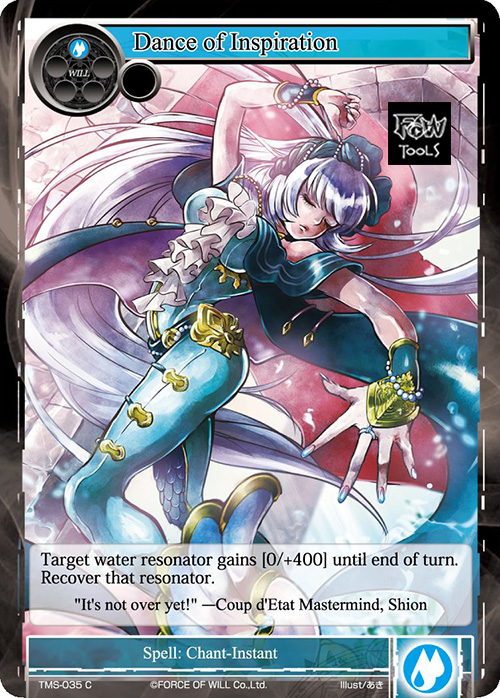 Dance of Inspiration
WILL
FOW
TOOLS
Target water resonator gains [0/+400] until end of turn.
Recover that resonator.
"It's not over yet!" —Coup d'Etat Mastermind, Shion
Spell: Chant-Instant
TMS-035 C
©FORCE OF WILL Co.,Ltd.
Illust/あき